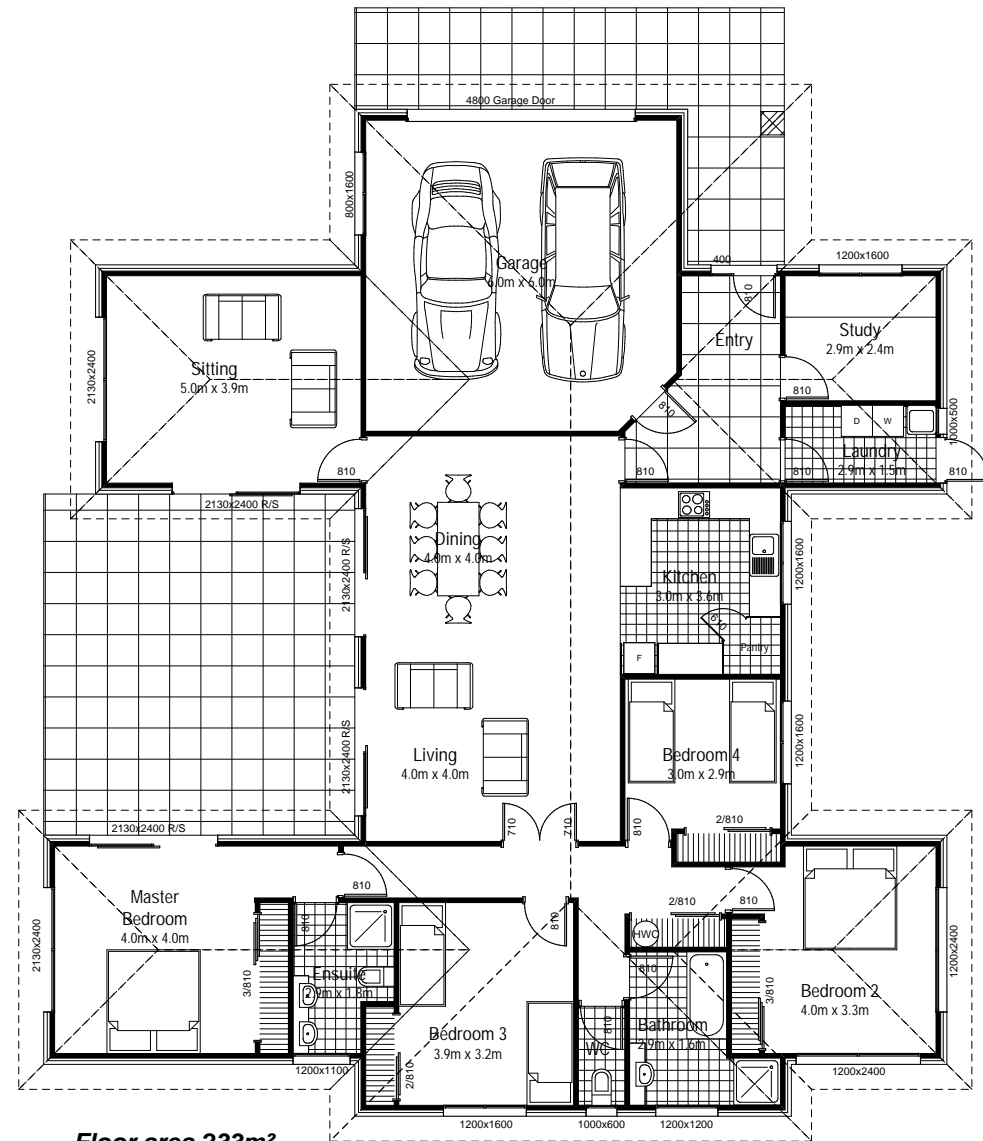 4800 Garage Door
800x1600
Garage
6.0m x 6.0m
400
810
1200x1600
Entry
Study
2.9m x 2.4m
810
Sitting
5.0m x 3.9m
2130x2400
810
D
W
1000x500
Laundry
2.9m x 1.5m
810
810
810
810
2130x2400 R/S
2130x2400 R/S
Dining
4.0m x 4.0m
Kitchen
3.0m x 3.6m
1200x1600
610
Pantry
F
Living
4.0m x 4.0m
2130x2400 R/S
Bedroom 4
3.0m x 2.9m
1200x1600
710
710
810
2/810
2130x2400 R/S
Master
Bedroom
4.0m x 4.0m
2130x2400
3/810
810
810
Ensuite
2.9m x 1.8m
1200x1100
810
Bedroom 3
3.9m x 3.2m
2/810
1200x1600
2/810
HWC
810
810
WC
1000x600
Bathroom
2.9m x 1.6m
1200x1200
810
3/810
Bedroom 2
4.0m x 3.3m
1200x2400
1200x2400
Floor area 233m²